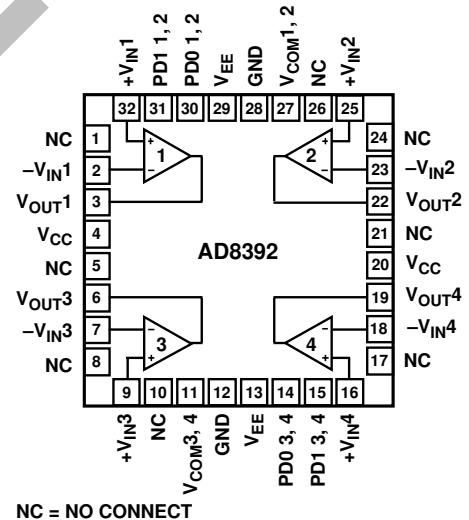 +VIN1
PD1 1, 2
PD0 1, 2
VEE
GND
VCOM1, 2
NC
+VIN2
32 31 30 29 28 27 26 25
NC 1
–VIN1 2
VOUT1 3
VCC 4
NC 5
VOUT3 6
–VIN3 7
NC 8
+ 1 –
+ 2 –
AD8392
– 3 +
– 4 +
24 NC
23 –VIN2
22 VOUT2
21 NC
20 VCC
19 VOUT4
18 –VIN4
17 NC
9 10 11 12 13 14 15 16
+VIN3
NC
VCOM3, 4
GND
VEE
PD0 3, 4
PD1 3, 4
+VIN4
NC = NO CONNECT